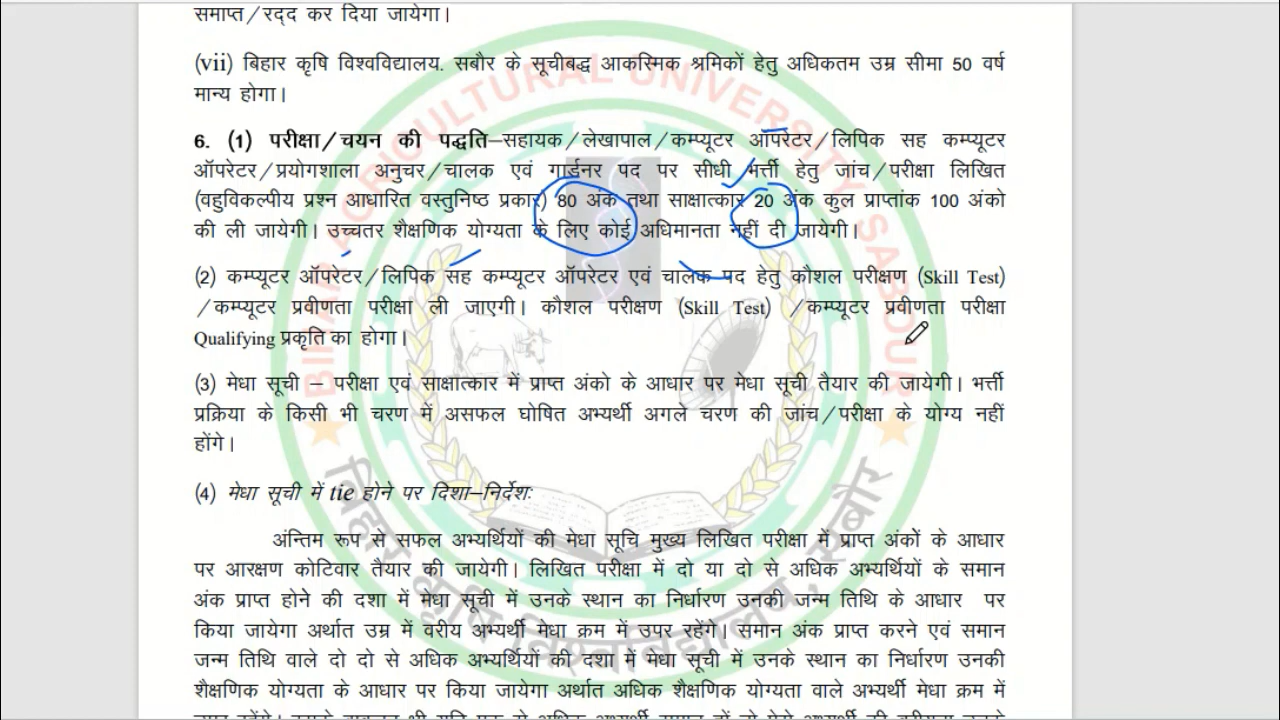 समाप्त/रद्द कर दिया जायेगा।
(vii) बिहार कृषि विश्वविद्यालय. सबौर के सूचीबद्ध आकस्मिक श्रमिकों हेतु अधिकतम उम्र सीमा 50 वर्ष
मान्य होगा।
6. (1) परीक्षा/चयन की पद्धति–सहायक/लेखापाल/कम्प्यूटर ऑपरेटर/लिपिक सह कम्प्यूटर
ऑपरेटर/प्रयोगशाला अनुचर/चालक एवं गार्डनर पद पर सीधी भर्त्ती हेतु जांच/परीक्षा लिखित
(वहुविकल्पीय प्रश्न आधारित वस्तुनिष्ठ प्रकार) 80 अंक तथा साक्षात्कार 20 अंक कुल प्राप्तांक 100 अंको
की ली जायेगी। उच्चतर शैक्षणिक योग्यता के लिए कोई अधिमानता नहीं दी जायेगी।
(2) कम्प्यूटर ऑपरेटर/लिपिक सह कम्प्यूटर ऑपरेटर एवं चालक पद हेतु कौशल परीक्षण (Skill Test)
/कम्प्यूटर प्रवीणता परीक्षा ली जाएगी। कौशल परीक्षण (Skill Test) /कम्प्यूटर प्रवीणता परीक्षा
Qualifying प्रकृति का होगा।
(3) मेधा सूची – परीक्षा एवं साक्षात्कार में प्राप्त अंको के आधार पर मेधा सूची तैयार की जायेगी। भर्त्ती
प्रक्रिया के किसी भी चरण में असफल घोषित अभ्यर्थी अगले चरण की जांच/परीक्षा के योग्य नहीं
होंगे।
(4) मेधा सूची में tie होने पर दिशा–निर्देशः
अंन्तिम रूप से सफल अभ्यर्थियों की मेधा सूचि मुख्य लिखित परीक्षा में प्राप्त अंकों के आधार
पर आरक्षण कोटिवार तैयार की जायेगी। लिखित परीक्षा में दो या दो से अधिक अभ्यर्थियों के समान
अंक प्राप्त होने की दशा में मेधा सूची में उनके स्थान का निर्धारण उनकी जन्म तिथि के आधार पर
किया जायेगा अर्थात उम्र में वरीय अभ्यर्थी मेधा क्रम में उपर रहेंगे। समान अंक प्राप्त करने एवं समान
जन्म तिथि वाले दो दो से अधिक अभ्यर्थियों की दशा में मेधा सूची में उनके स्थान का निर्धारण उनकी
शैक्षणिक योग्यता के आधार पर किया जायेगा अर्थात अधिक शैक्षणिक योग्यता वाले अभ्यर्थी मेधा क्रम में
BIHAR AGRICULTURAL UNIVERSITY SABOUR
बिहार कृषि विश्वविद्यालय, सबौर